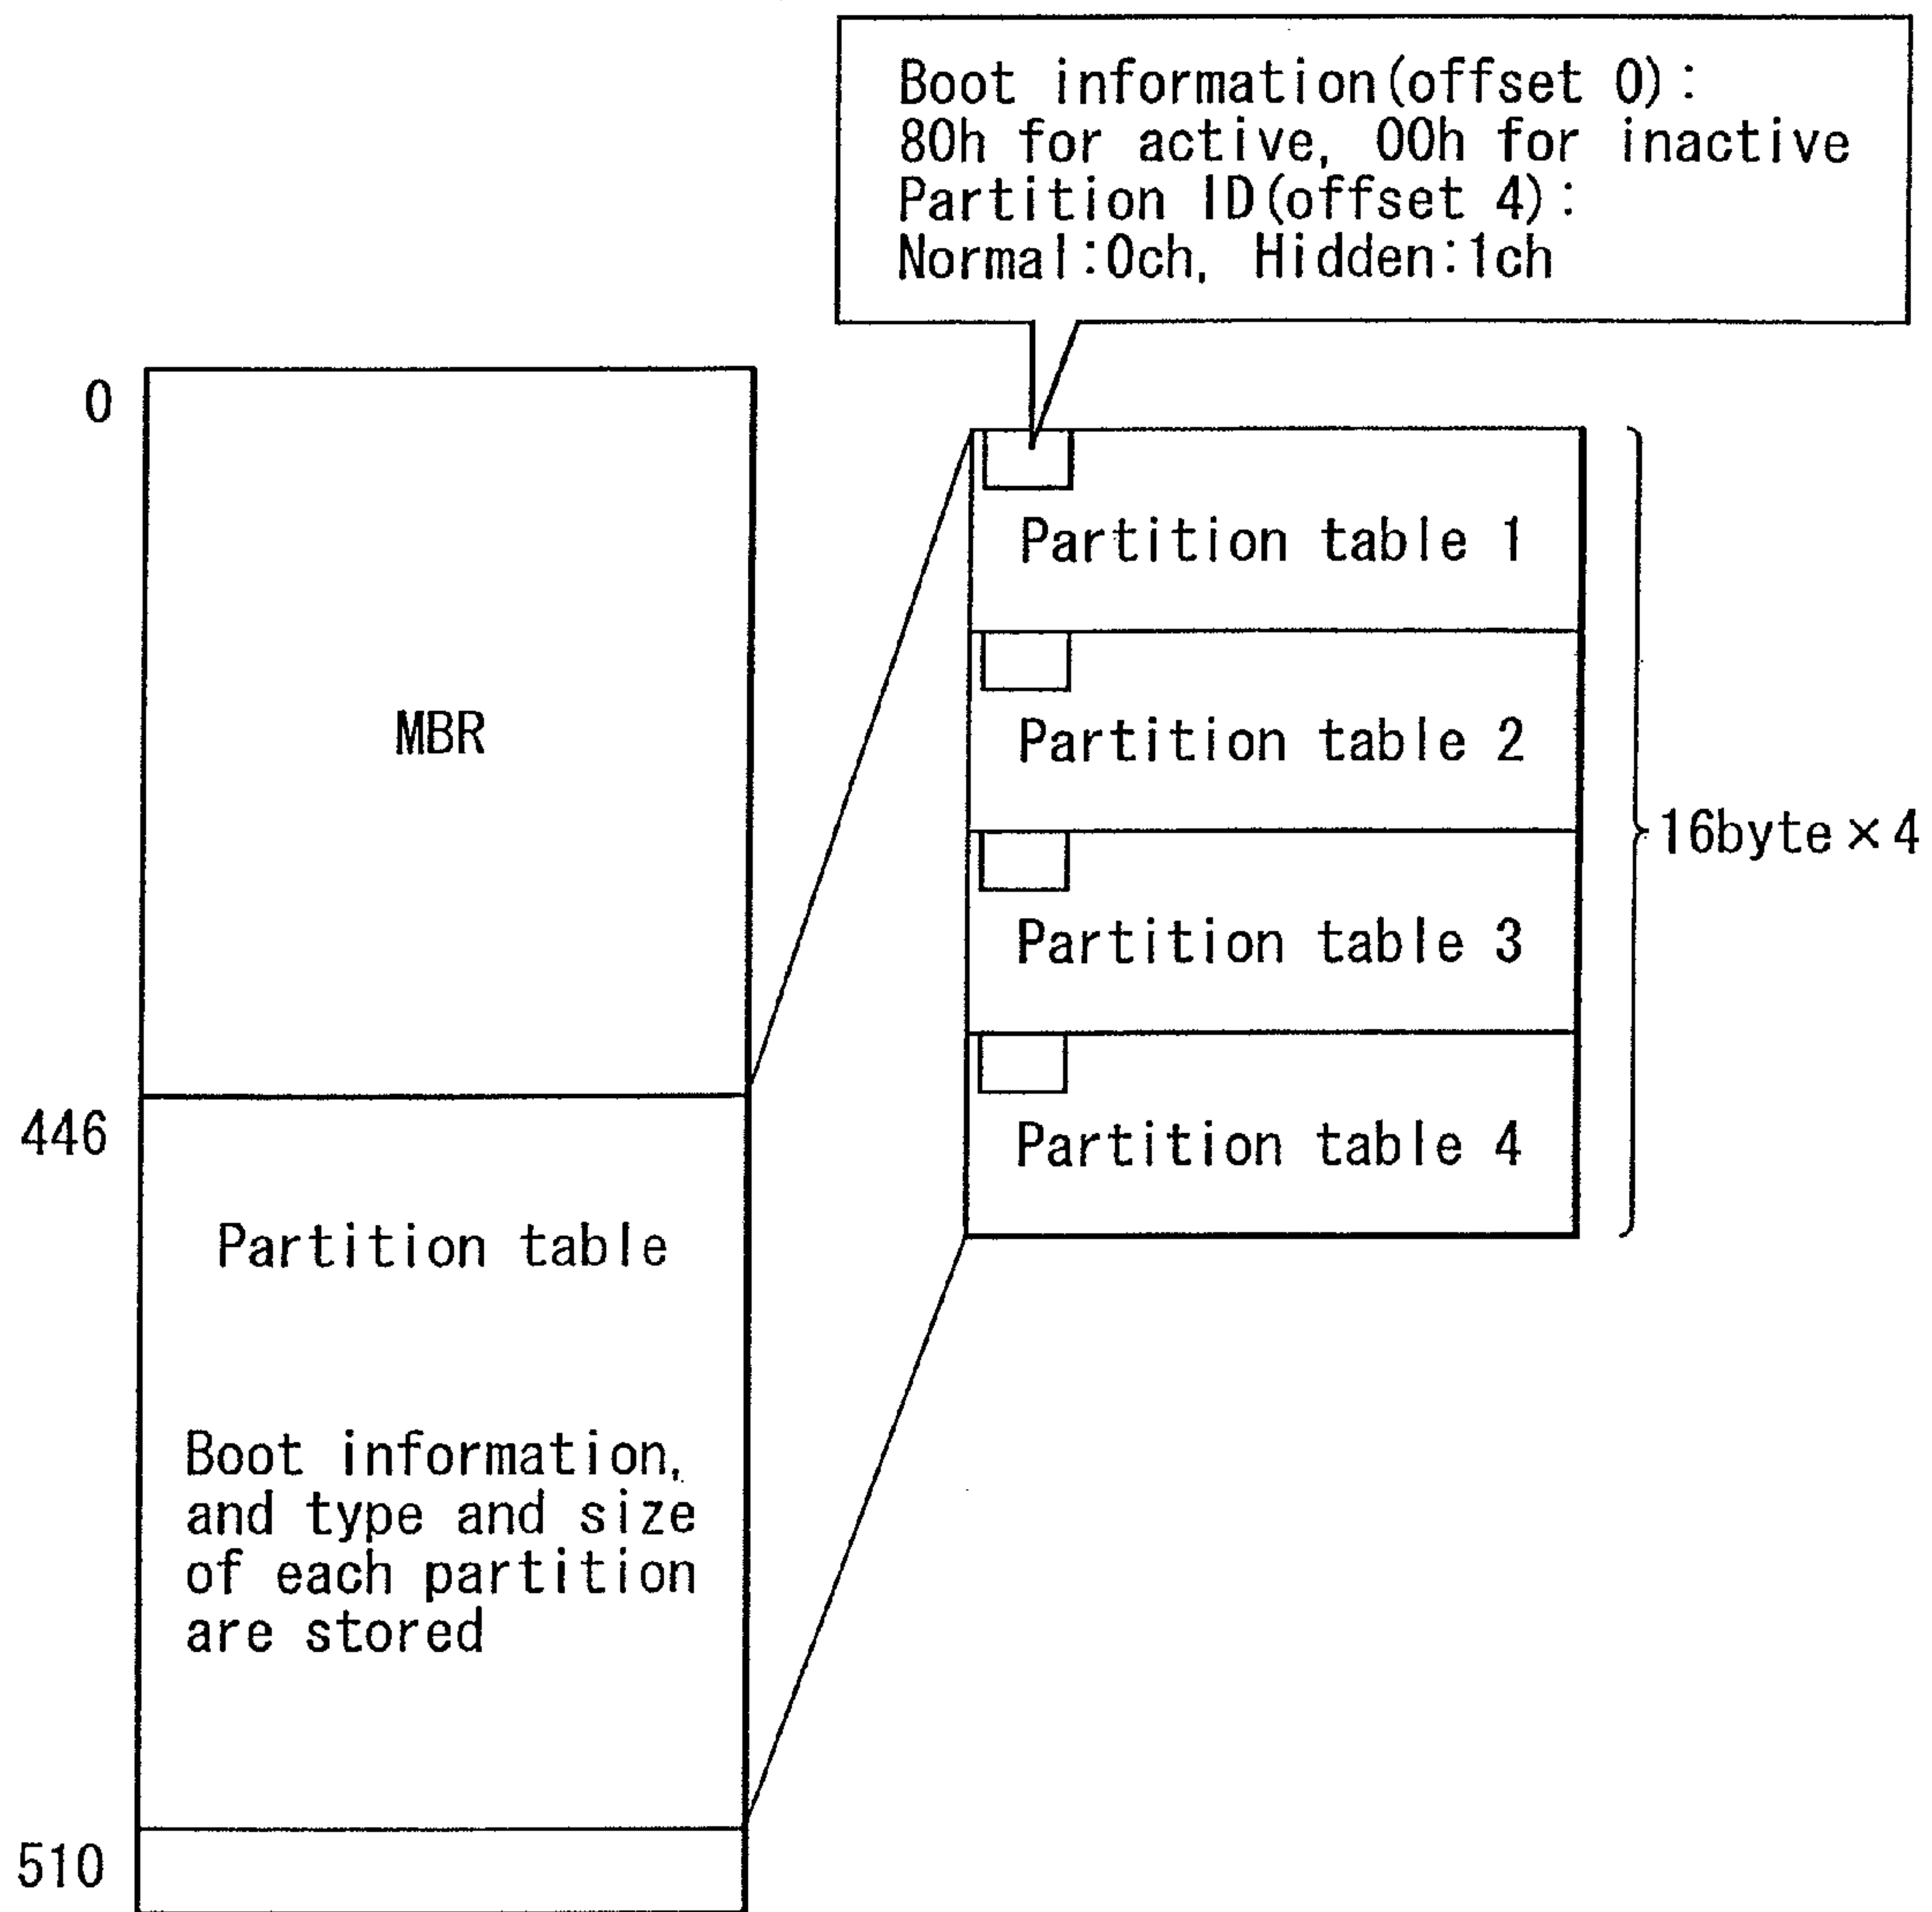 Boot information(offset 0):
80h for active, 00h for inactive
Partition ID(offset 4):
Normal:0ch, Hidden:1ch
0
MBR
446
Partition table
Boot information,
and type and size
of each partition
are stored
510
Partition table 1
Partition table 2
Partition table 3
Partition table 4
16byte×4